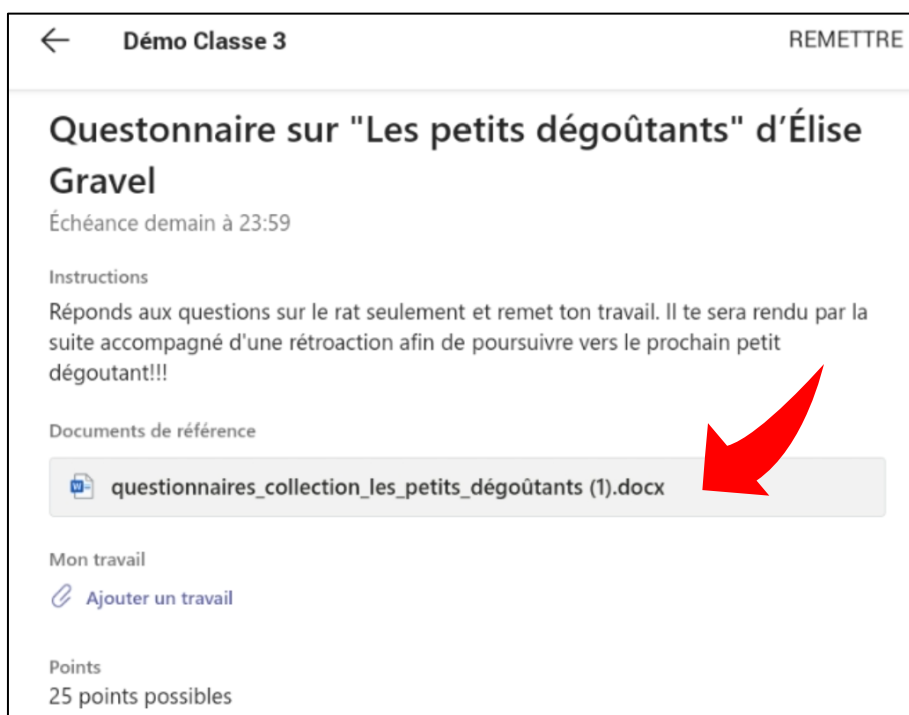 Démo Classe 3
REMETTRE
Questonnaire sur "Les petits dégoûtants" d'Élise
Gravel
Échéance demain à 23:59
Instructions
Réponds aux questions sur le rat seulement et remet ton travail. Il te sera rendu par la
suite accompagné d'une rétroaction afin de poursuivre vers le prochain petit
dégoutant!!!
Documents de référence
questionnaires_collection_les_petits_dégoûtants (1).docx
Mon travail
Ajouter un travail
Points
25 points possibles